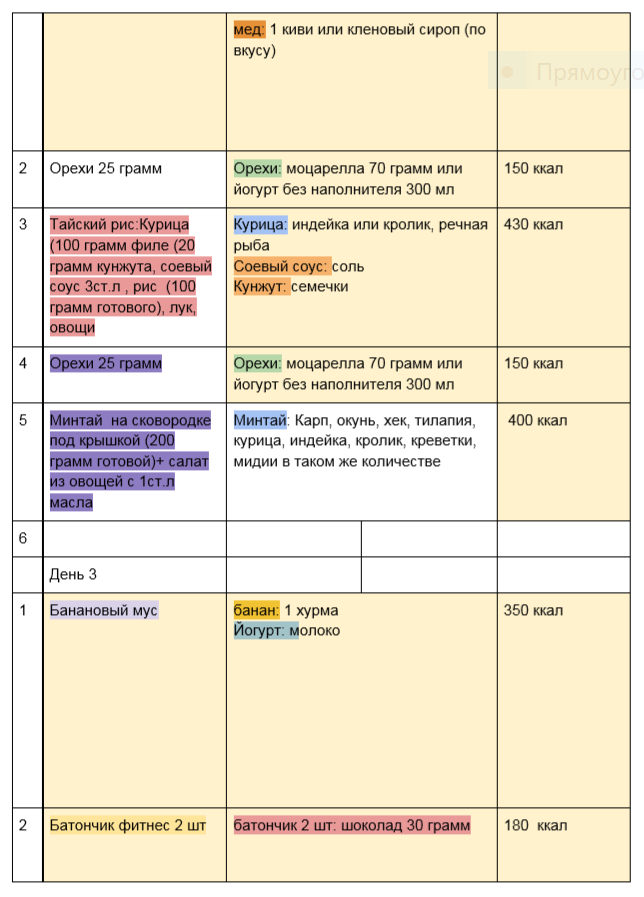 мед: 1 киви или кленовый сироп (по
вкусу)
Прямоуго
2
Орехи 25 грамм
Орехи: моцарелла 70 грамм или
йогурт без наполнителя 300 мл
150 ккал
3
Тайский рис:Курица
(100 грамм филе (20
грамм кунжута, соевый
соус 3ст.л , рис (100
грамм готового), лук,
овощи
Курица: индейка или кролик, речная
рыба
Соевый соус: соль
Кунжут: семечки
430 ккал
4
Орехи 25 грамм
Орехи: моцарелла 70 грамм или
йогурт без наполнителя 300 мл
150 ккал
5
Минтай на сковородке
под крышкой (200
грамм готовой)+ салат
из овощей с 1ст.л
масла
Минтай: Карп, окунь, хек, тилапия,
курица, индейка, кролик, креветки,
мидии в таком же количестве
400 ккал
6
День 3
1
Банановый мус
банан: 1 хурма
Йогурт: молоко
350 ккал
2
Батончик фитнес 2 шт
батончик 2 шт: шоколад 30 грамм
180 ккал